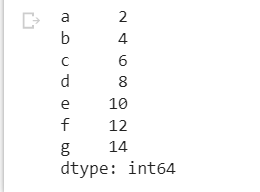 a     2
b     4
c     6
d     8
e    10
f    12
g    14
dtype: int64